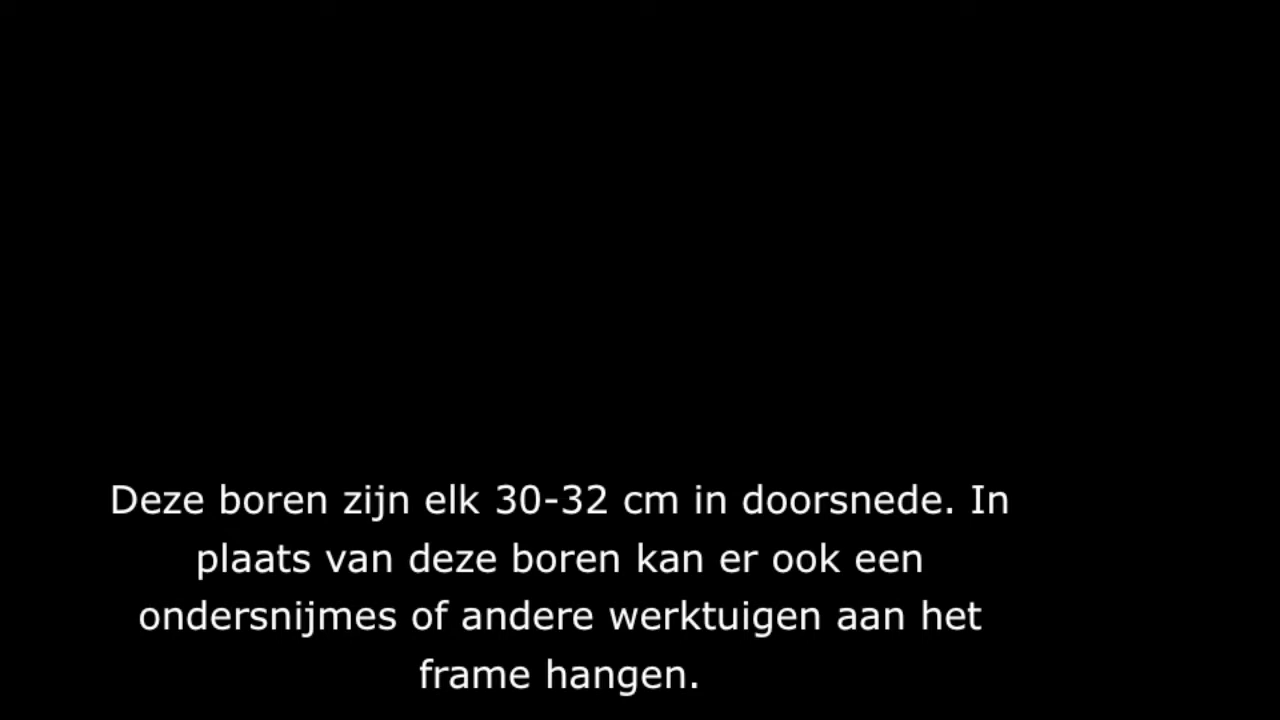 Deze boren zijn elk 30-32 cm in doorsnede. In
plaats van deze boren kan er ook een
ondersnijmes of andere werktuigen aan het
frame hangen.